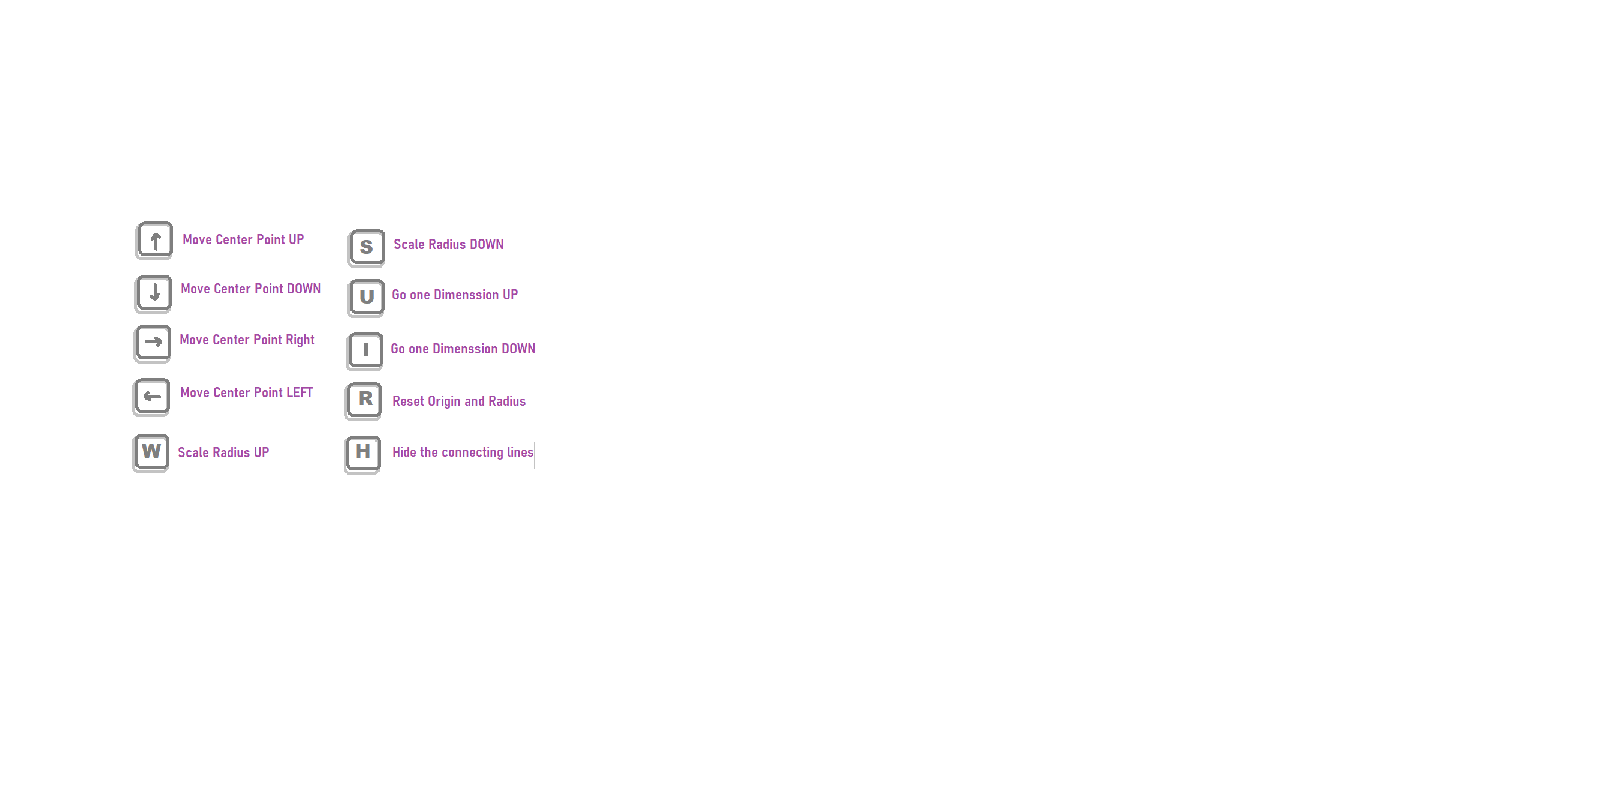 ↑ Move Center Point UP
↓ Move Center Point DOWN
→ Move Center Point Right
← Move Center Point LEFT
W Scale Radius UP
S Scale Radius DOWN
U Go one Dimenssion UP
I Go one Dimenssion DOWN
R Reset Origin and Radius
H Hide the connecting lines